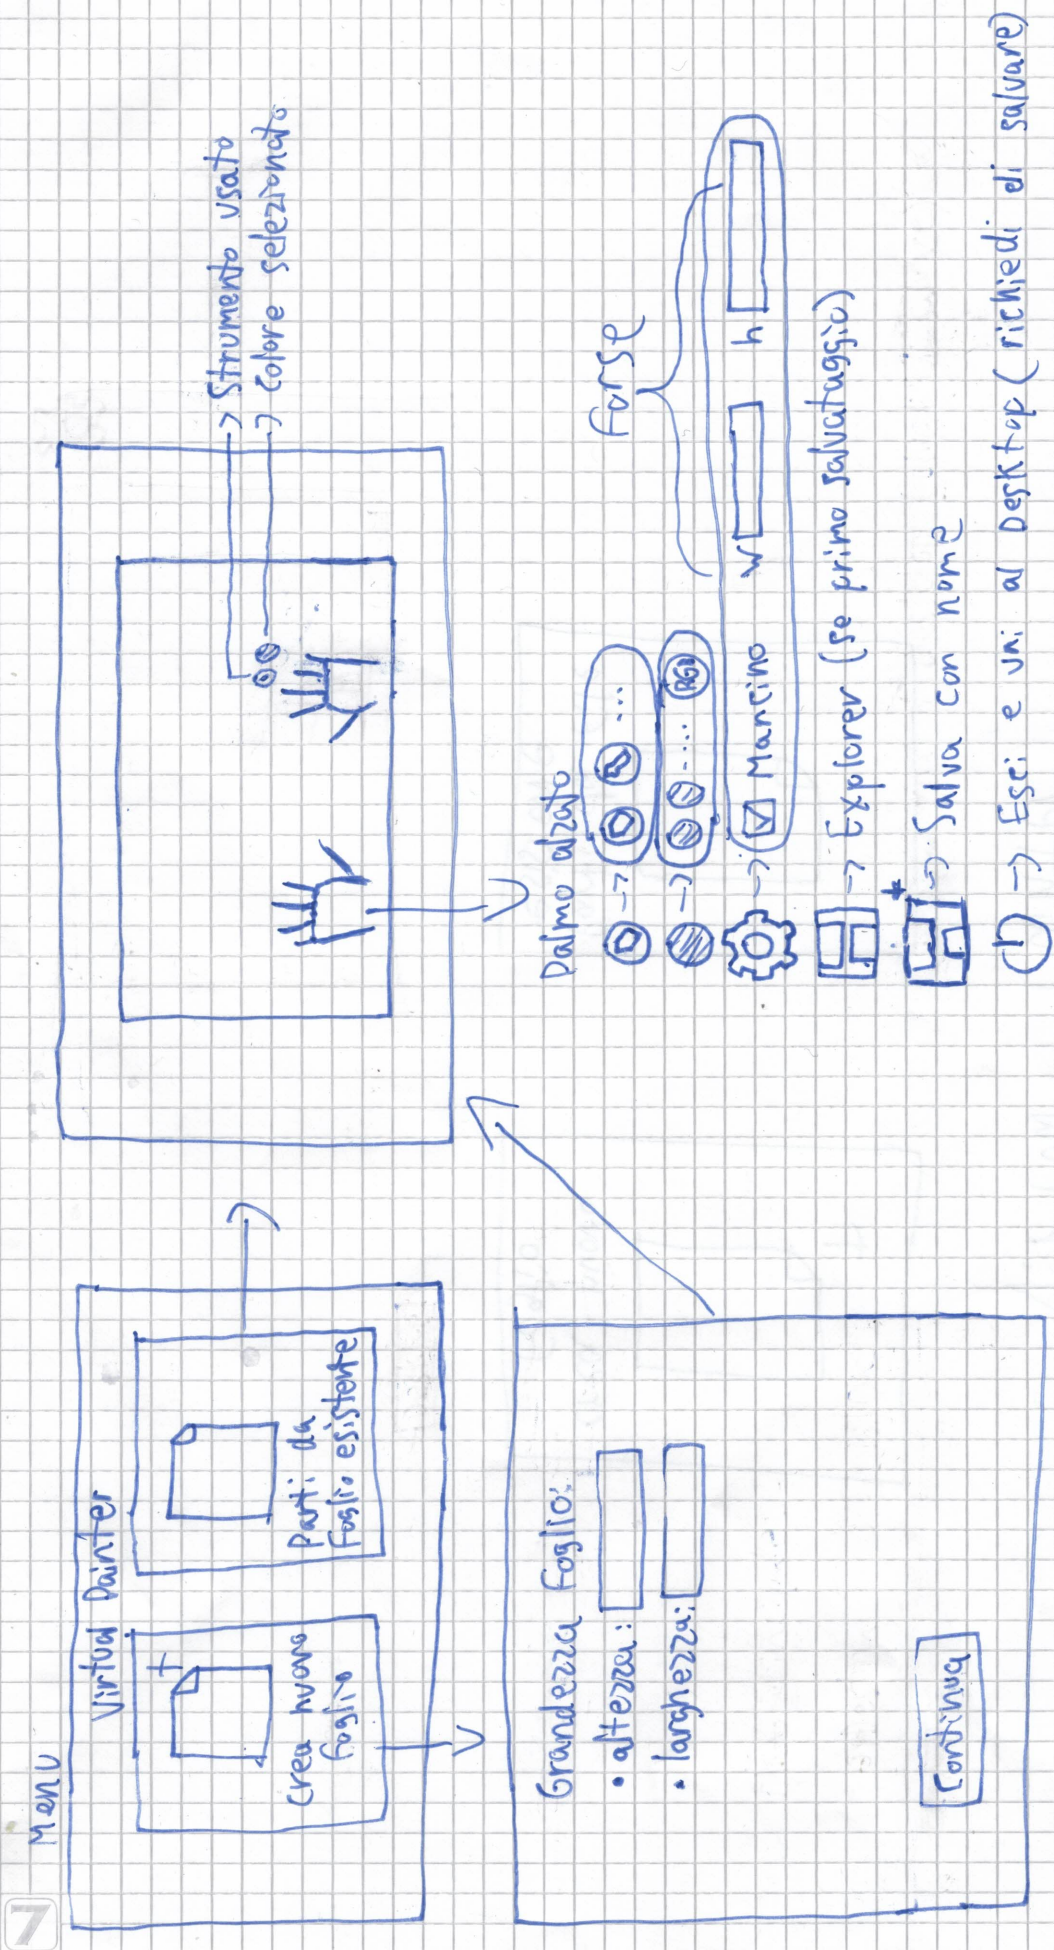 7
Menu
Virtual Painter
Crea nuovo
foglio
Parti da
foglio esistente
Grandezza foglio:
• altezza:
• larghezza:
Continua
-> Strumento usato
-> Colore selezionato
Palmo alzato
-> ...
-> ... RGB
forse
-> Mancino w h
-> Explorer (se primo salvataggio)
-> Salva con nome
-> Esci e vai al Desktop (richiedi di salvare)